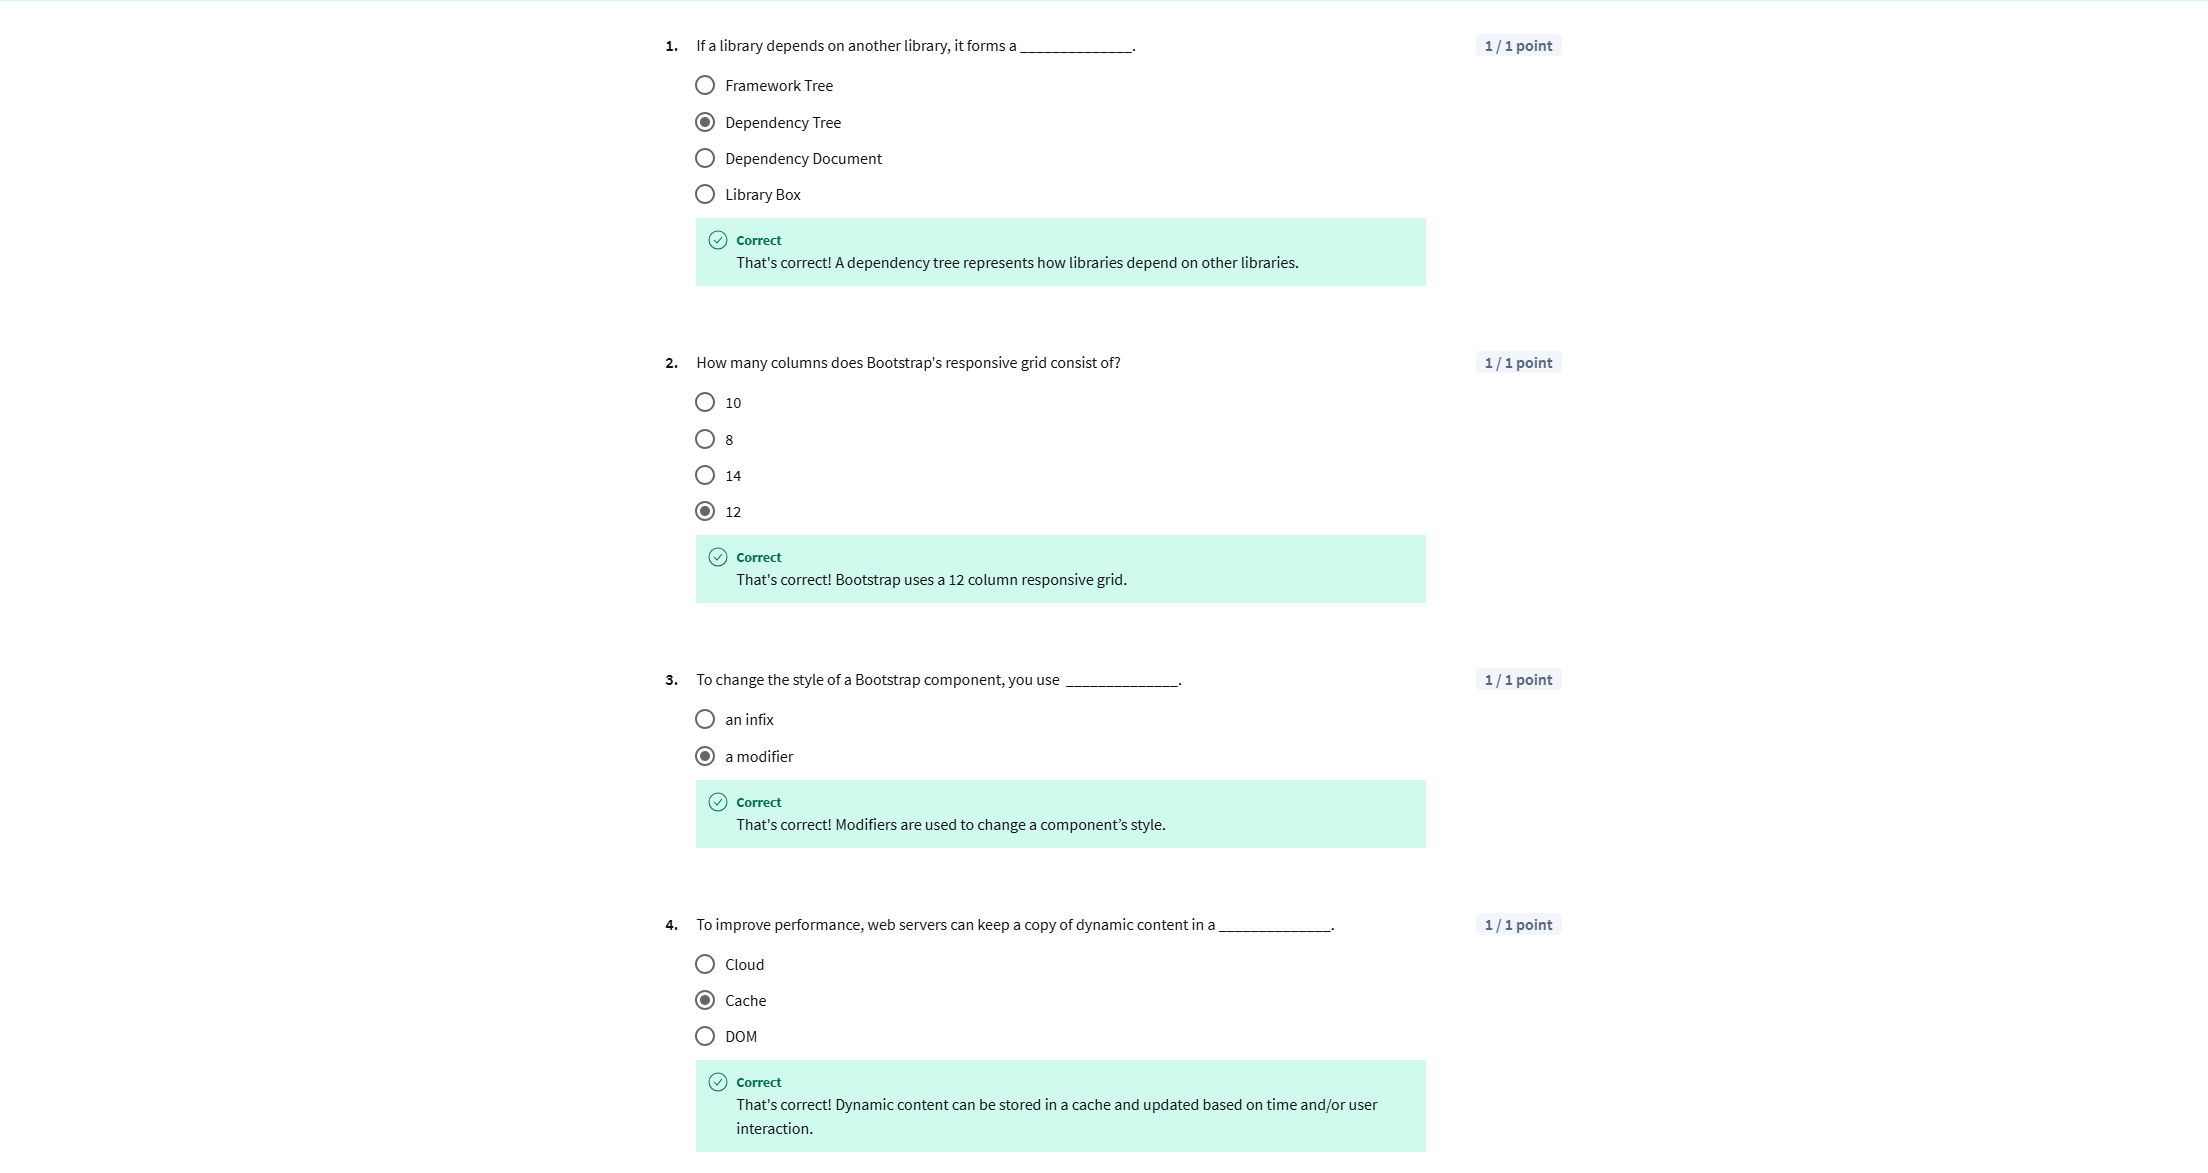 1. If a library depends on another library, it forms a ______________.
1 / 1 point
Framework Tree
Dependency Tree
Dependency Document
Library Box
Correct
That's correct! A dependency tree represents how libraries depend on other libraries.
2. How many columns does Bootstrap's responsive grid consist of?
1 / 1 point
10
8
14
12
Correct
That's correct! Bootstrap uses a 12 column responsive grid.
3. To change the style of a Bootstrap component, you use ______________.
1 / 1 point
an infix
a modifier
Correct
That's correct! Modifiers are used to change a component’s style.
4. To improve performance, web servers can keep a copy of dynamic content in a ______________.
1 / 1 point
Cloud
Cache
DOM
Correct
That's correct! Dynamic content can be stored in a cache and updated based on time and/or user
interaction.